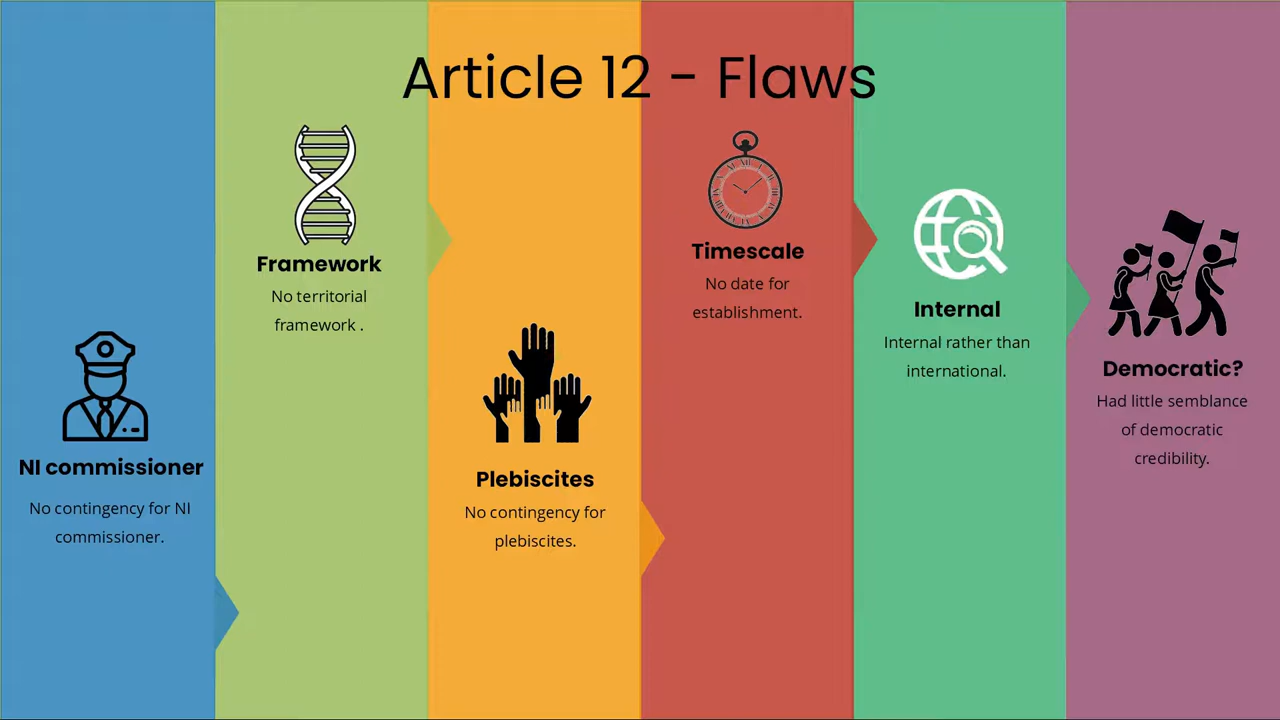 Article 12 - Flaws
NI commissioner
No contingency for NI
commissioner.
Framework
No territorial
framework .
Plebiscites
No contingency for
plebiscites.
Timescale
No date for
establishment.
Internal
Internal rather than
international.
Democratic?
Had little semblance
of democratic
credibility.